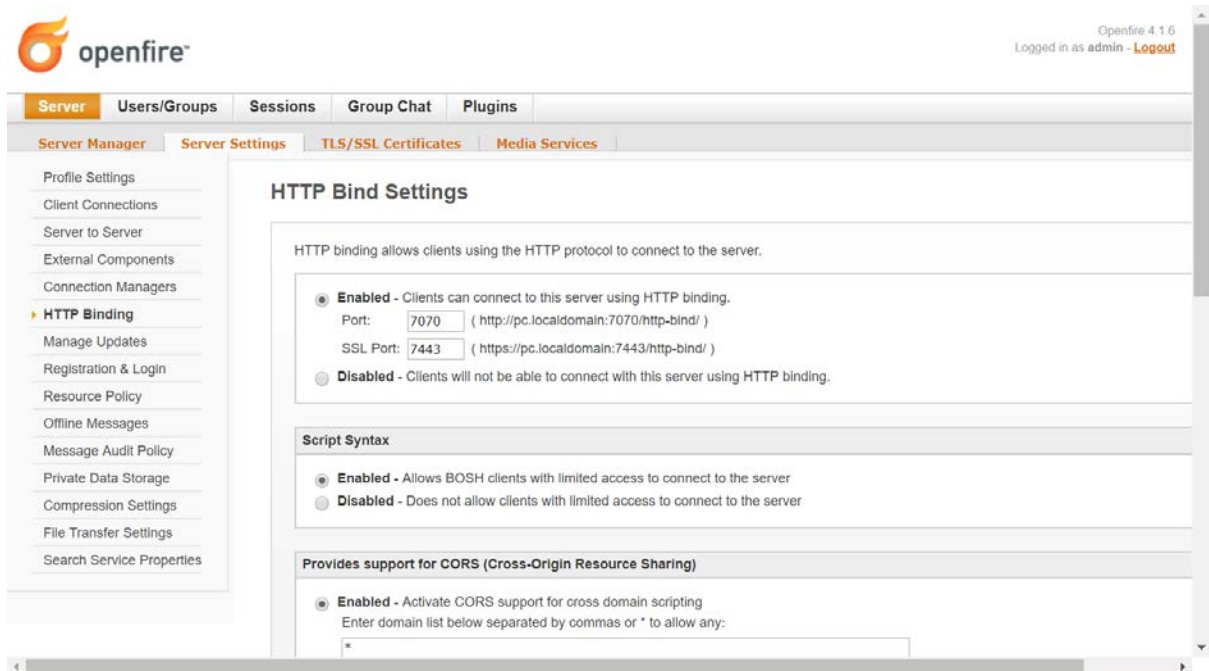 openfire™
Openfire 4.1.6
Logged in as admin - Logout
Server Users/Groups Sessions Group Chat Plugins
Server Manager Server Settings TLS/SSL Certificates Media Services
Profile Settings
Client Connections
Server to Server
External Components
Connection Managers
HTTP Binding
Manage Updates
Registration & Login
Resource Policy
Offline Messages
Message Audit Policy
Private Data Storage
Compression Settings
File Transfer Settings
Search Service Properties
HTTP Bind Settings
HTTP binding allows clients using the HTTP protocol to connect to the server.
Enabled - Clients can connect to this server using HTTP binding.
Port: 7070 ( http://pc.localdomain:7070/http-bind/ )
SSL Port: 7443 ( https://pc.localdomain:7443/http-bind/ )
Disabled - Clients will not be able to connect with this server using HTTP binding.
Script Syntax
Enabled - Allows BOSH clients with limited access to connect to the server
Disabled - Does not allow clients with limited access to connect to the server
Provides support for CORS (Cross-Origin Resource Sharing)
Enabled - Activate CORS support for cross domain scripting
Enter domain list below separated by commas or * to allow any:
*